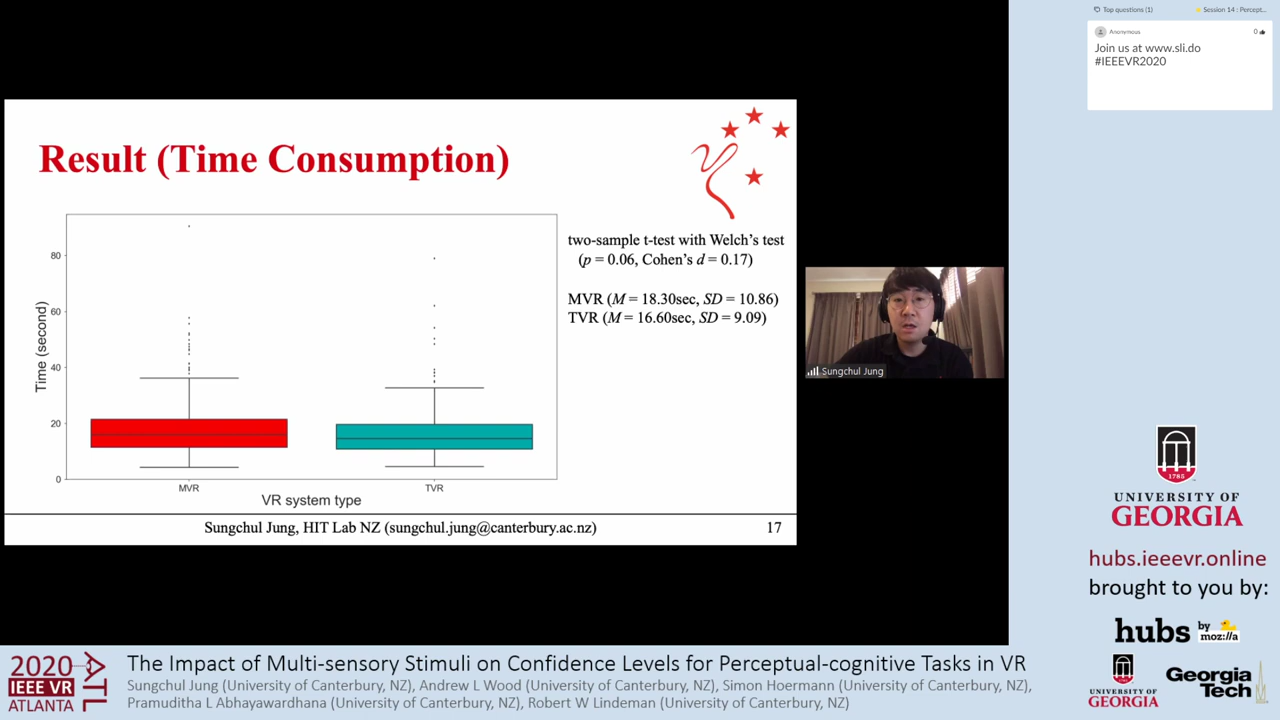 Top questions (1)
Session 14 : Percept...
Anonymous
0
Join us at www.sli.do
#IEEEVR2020
Result (Time Consumption)
two-sample t-test with Welch's test
(p = 0.06, Cohen's d = 0.17)
MVR (M = 18.30sec, SD = 10.86)
TVR (M = 16.60sec, SD = 9.09)
Time (second)
80
60
40
20
0
MVR
TVR
VR system type
Sungchul Jung, HIT Lab NZ (sungchul.jung@canterbury.ac.nz)
17
Sungchul Jung
1785
UNIVERSITY OF
GEORGIA
hubs.ieeevr.online
brought to you by:
hubs by
moz://a
UNIVERSITY OF
GEORGIA
Georgia
Tech
2020
IEEE VR
ATLANTA
ATL
The Impact of Multi-sensory Stimuli on Confidence Levels for Perceptual-cognitive Tasks in VR
Sungchul Jung (University of Canterbury, NZ), Andrew L Wood (University of Canterbury, NZ), Simon Hoermann (University of Canterbury, NZ),
Pramuditha L Abhayawardhana (University of Canterbury, NZ), Robert W Lindeman (University of Canterbury, NZ)